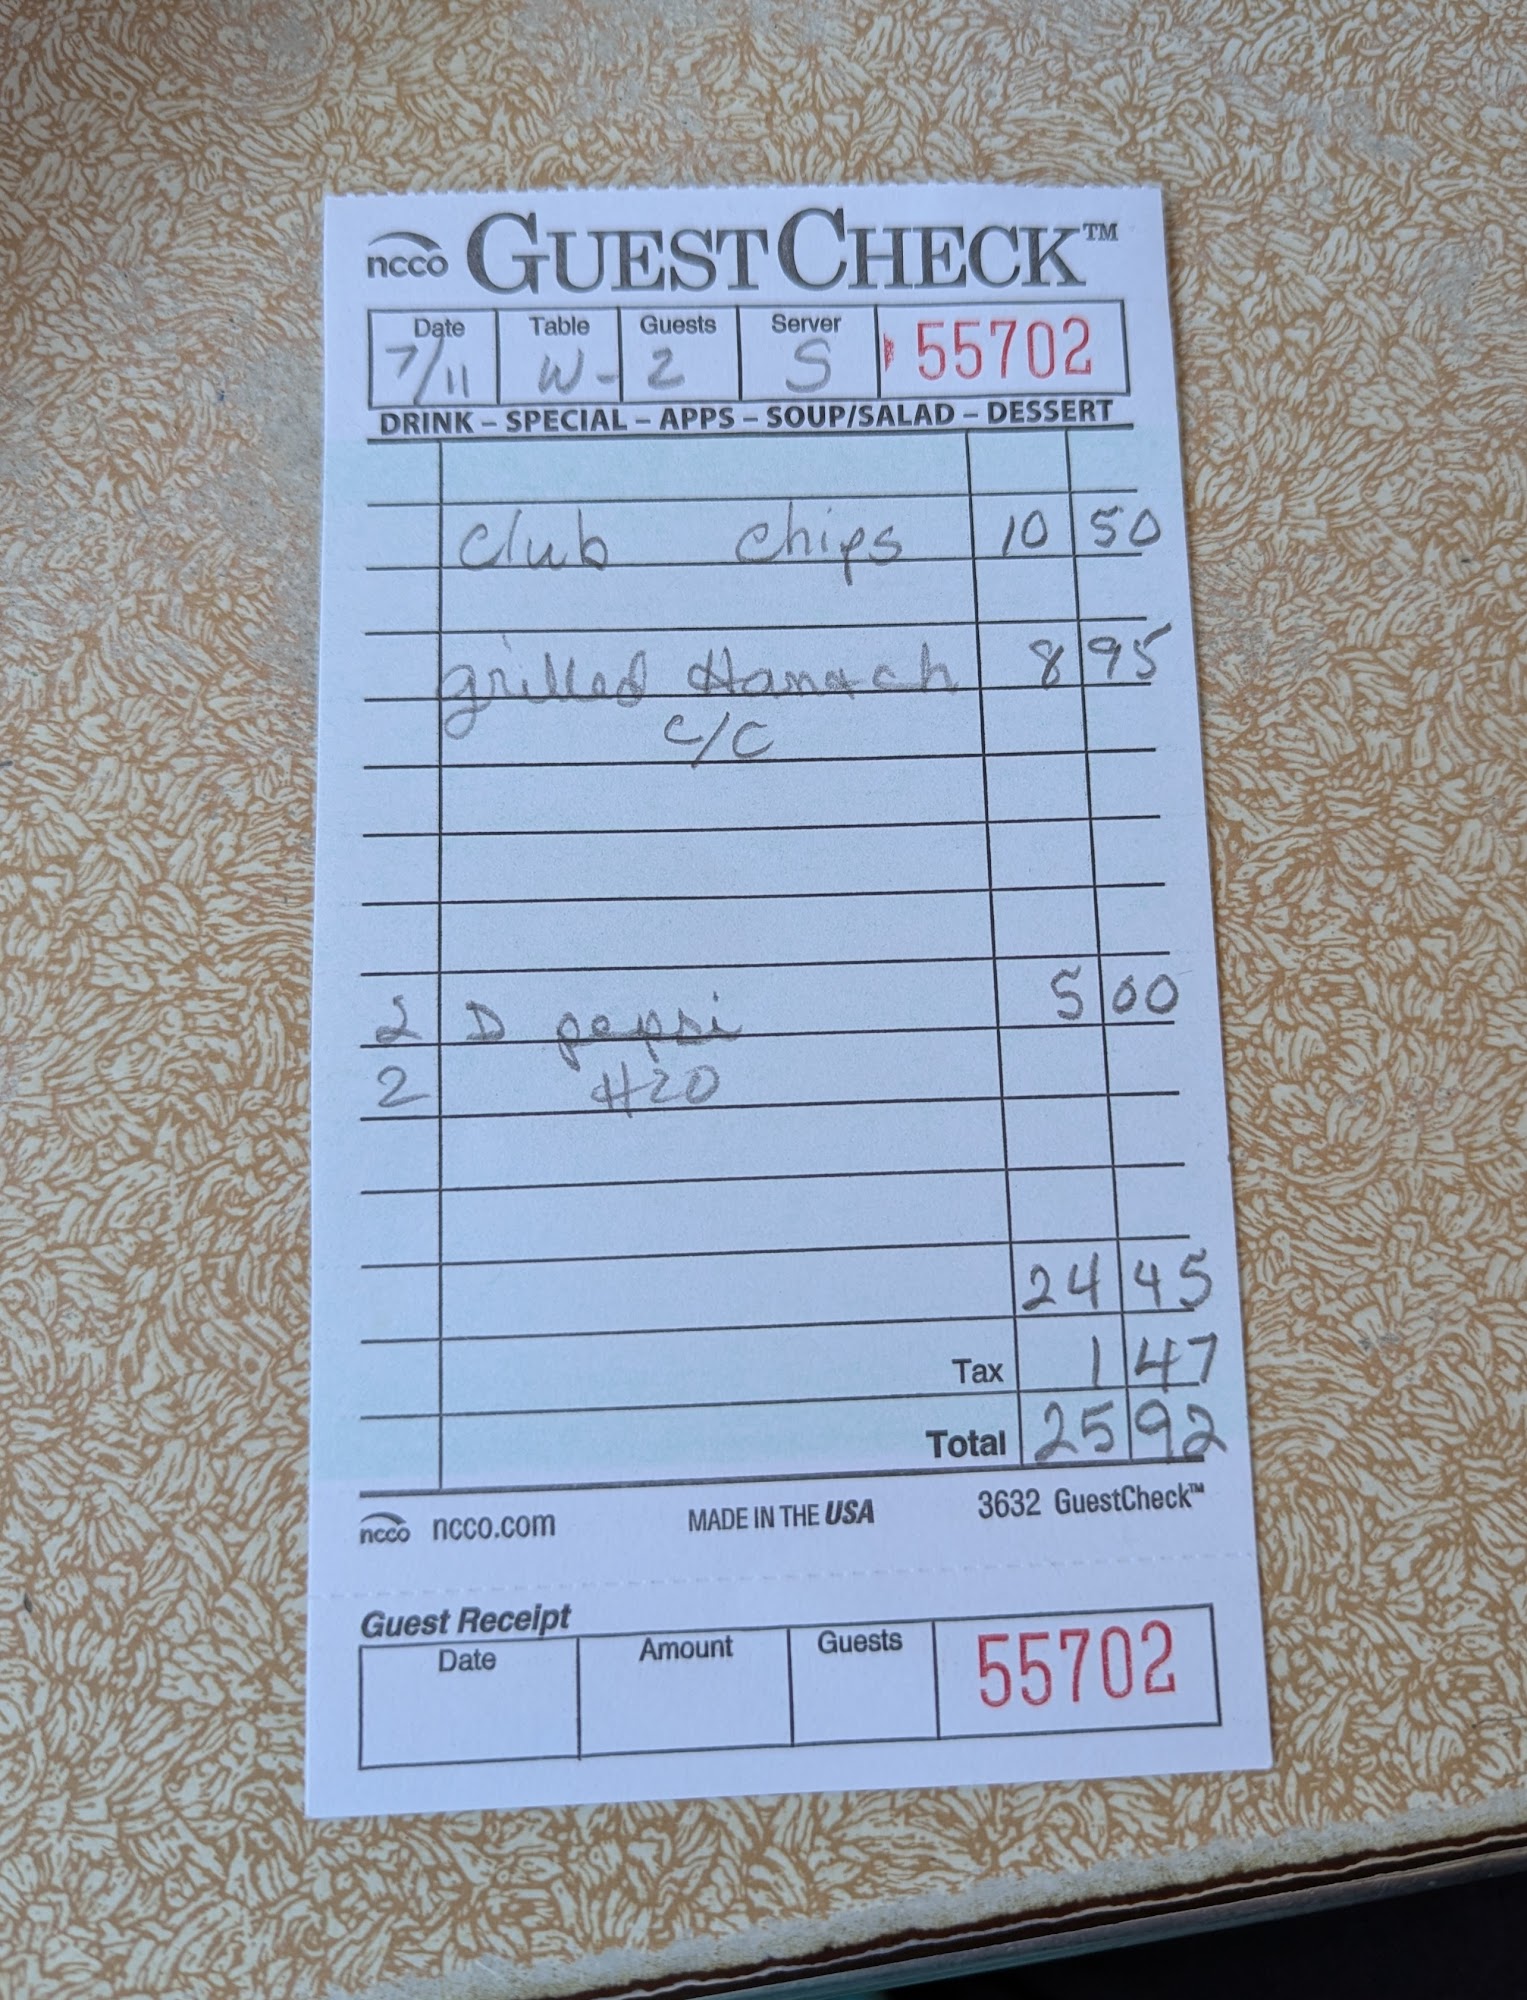 ncco GUESTCHECK™
Date Table Guests Server
7/11 W- 2 S 55702
DRINK – SPECIAL – APPS – SOUP/SALAD – DESSERT
Club chips 10 50
grilled Ham+ch 8 95
c/c
2 D pepsi 5 00
2 H20
24 45
Tax 1 47
Total 25 92
ncco ncco.com MADE IN THE USA 3632 GuestCheck™
Guest Receipt
Date Amount Guests 55702